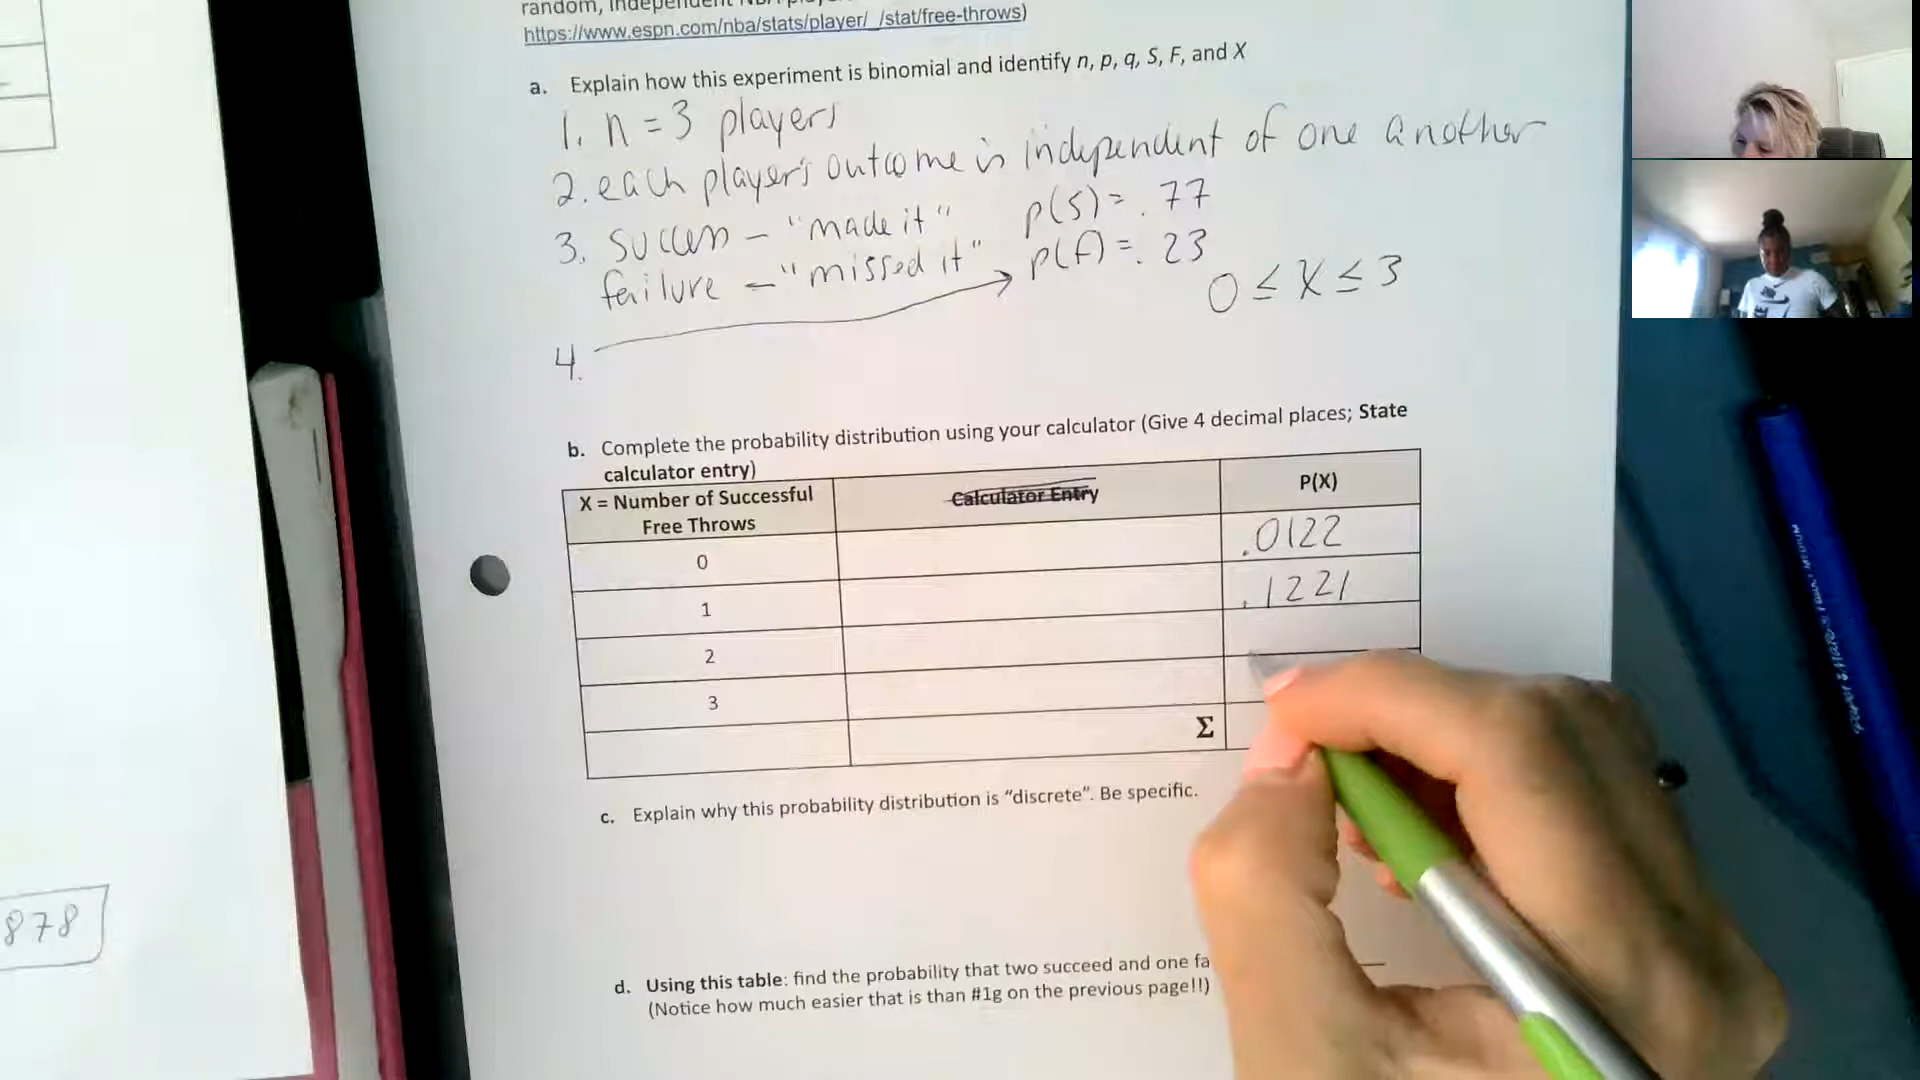 random, independent NBA
https://www.espn.com/nba/stats/player/_/stat/free-throws)
a. Explain how this experiment is binomial and identify n, p, q, S, F, and X
1. n = 3 players
2. each player's outcome is independent of one another
3. success - "made it" p(S) = .77
failure - "missed it" p(F) = .23
0 ≤ X ≤ 3
4.
b. Complete the probability distribution using your calculator (Give 4 decimal places; State
calculator entry)
X = Number of Successful Free Throws Calculator Entry P(X)
0 .0122
1 .1221
2
3
Σ
c. Explain why this probability distribution is "discrete". Be specific.
d. Using this table: find the probability that two succeed and one fa
(Notice how much easier that is than #1g on the previous page!!)
878